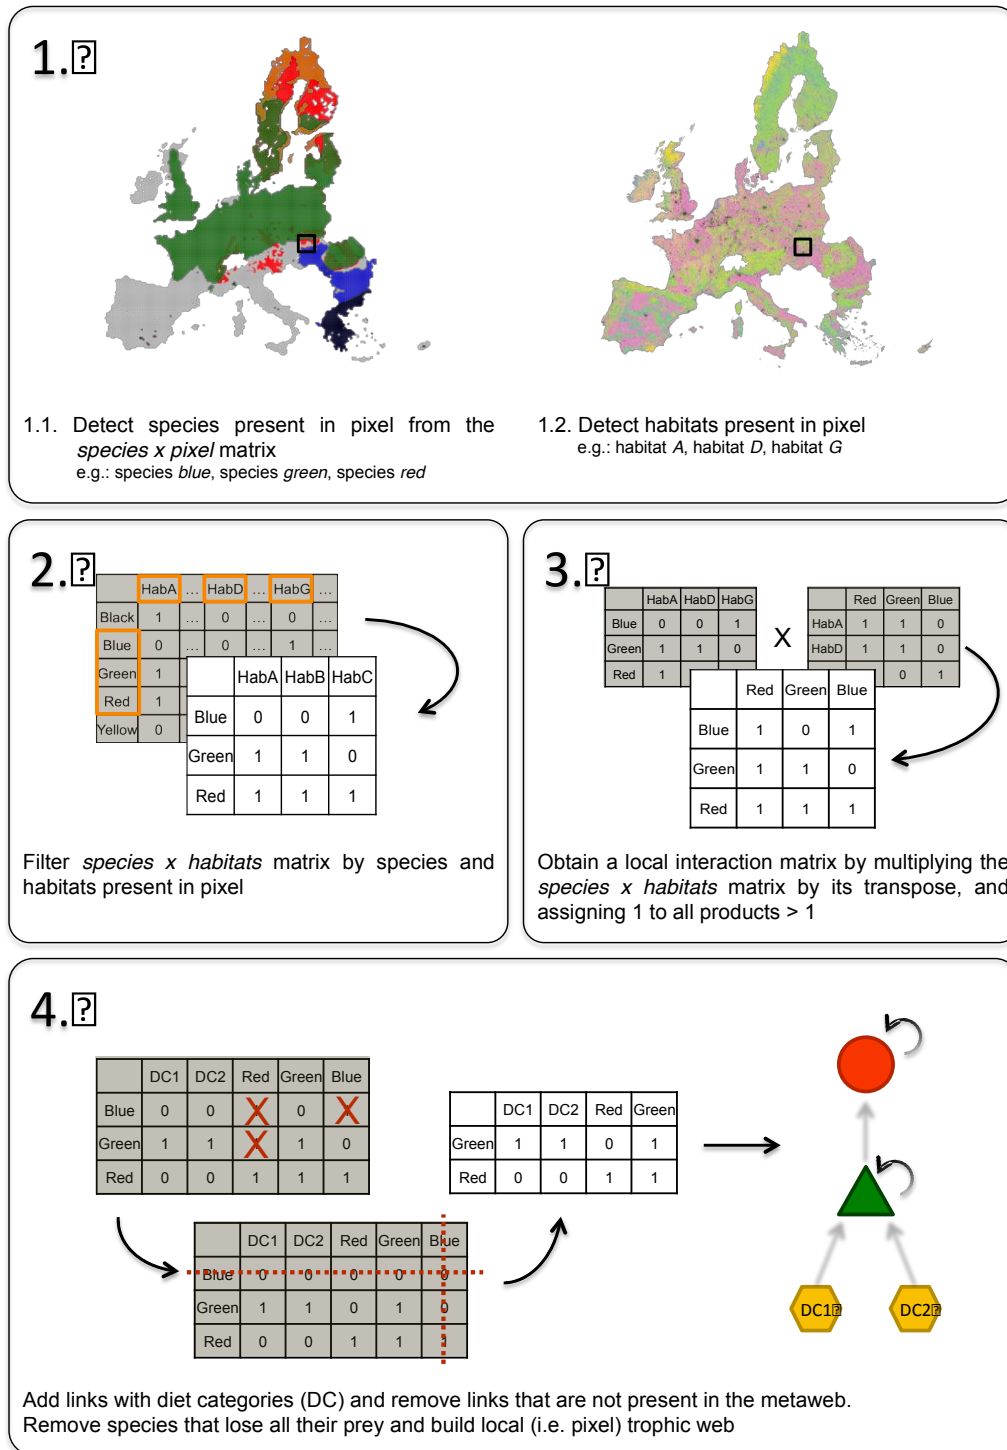 1.
1.1. Detect species present in pixel from the
species x pixel matrix
e.g.: species blue, species green, species red
1.2. Detect habitats present in pixel
e.g.: habitat A, habitat D, habitat G
2.
HabA … HabD … HabG …
Black 1 … 0 … 0 …
Blue 0 … 0 … 1 …
Green 1
Red 1
Yellow 0
HabA HabB HabC
Blue 0 0 1
Green 1 1 0
Red 1 1 1
Filter species x habitats matrix by species and
habitats present in pixel
3.
HabA HabD HabG
Blue 0 0 1
Green 1 1 0
Red 1
X
Red Green Blue
HabA 1 1 0
HabD 1 1 0
0 1
Red Green Blue
Blue 1 0 1
Green 1 1 0
Red 1 1 1
Obtain a local interaction matrix by multiplying the
species x habitats matrix by its transpose, and
assigning 1 to all products > 1
4.
DC1 DC2 Red Green Blue
Blue 0 0 X 0 X
Green 1 1 X 1 0
Red 0 0 1 1 1
DC1 DC2 Red Green Blue
Blue 0 0 0 0 0
Green 1 1 0 1 0
Red 0 0 1 1 1
DC1 DC2 Red Green
Green 1 1 0 1
Red 0 0 1 1
DC1 DC2
Add links with diet categories (DC) and remove links that are not present in the metaweb.
Remove species that lose all their prey and build local (i.e. pixel) trophic web